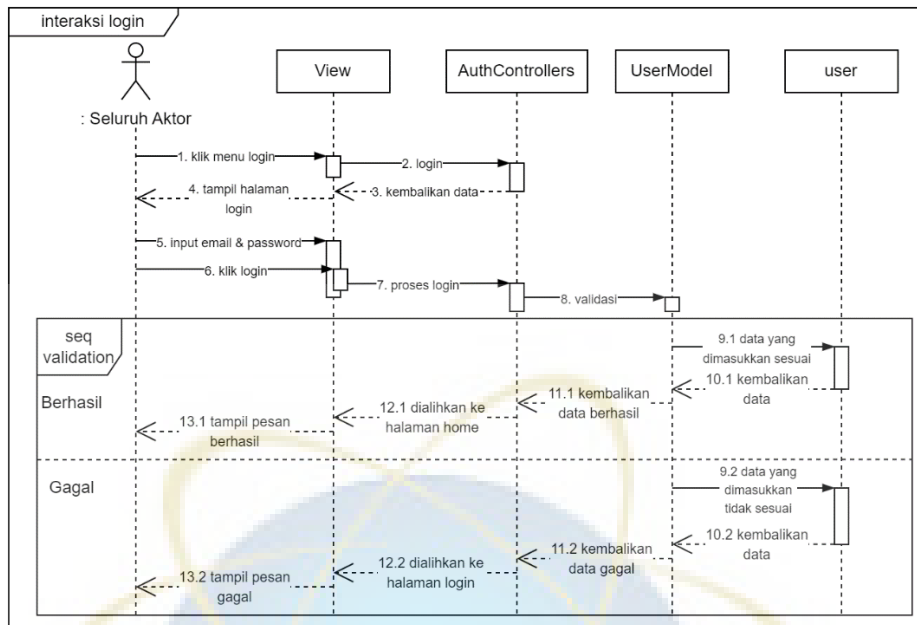 interaksi login
View
AuthControllers
UserModel
user
: Seluruh Aktor
1. klik menu login
2. login
3. kembalikan data
4. tampil halaman
login
5. input email & password
6. klik login
7. proses login
8. validasi
seq
validation
Berhasil
9.1 data yang
dimasukkan sesuai
10.1 kembalikan
data
11.1 kembalikan
data berhasil
12.1 dialihkan ke
halaman home
13.1 tampil pesan
berhasil
Gagal
9.2 data yang
dimasukkan
tidak sesuai
10.2 kembalikan
data
11.2 kembalikan
data gagal
12.2 dialihkan ke
halaman login
13.2 tampil pesan
gagal